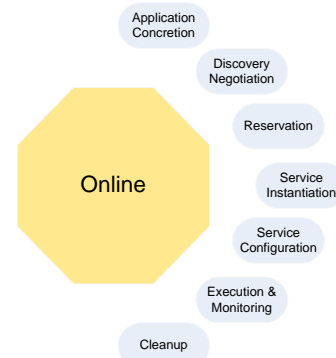 Application
Concretion
Discovery
Negotiation
Reservation
Online
Service
Instantiation
Service
Configuration
Execution &
Monitoring
Cleanup